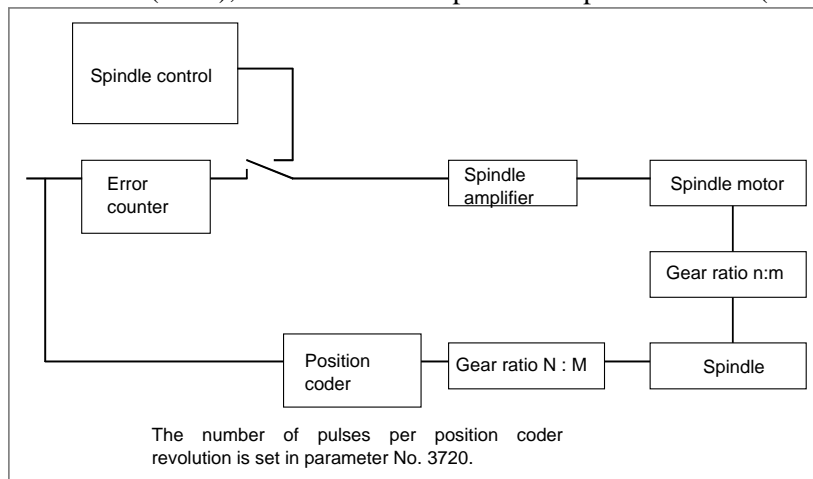 Spindle control
Error
counter
Spindle
amplifier
Spindle motor
Gear ratio n:m
Position
coder
Gear ratio N : M
Spindle
The number of pulses per position coder
revolution is set in parameter No. 3720.